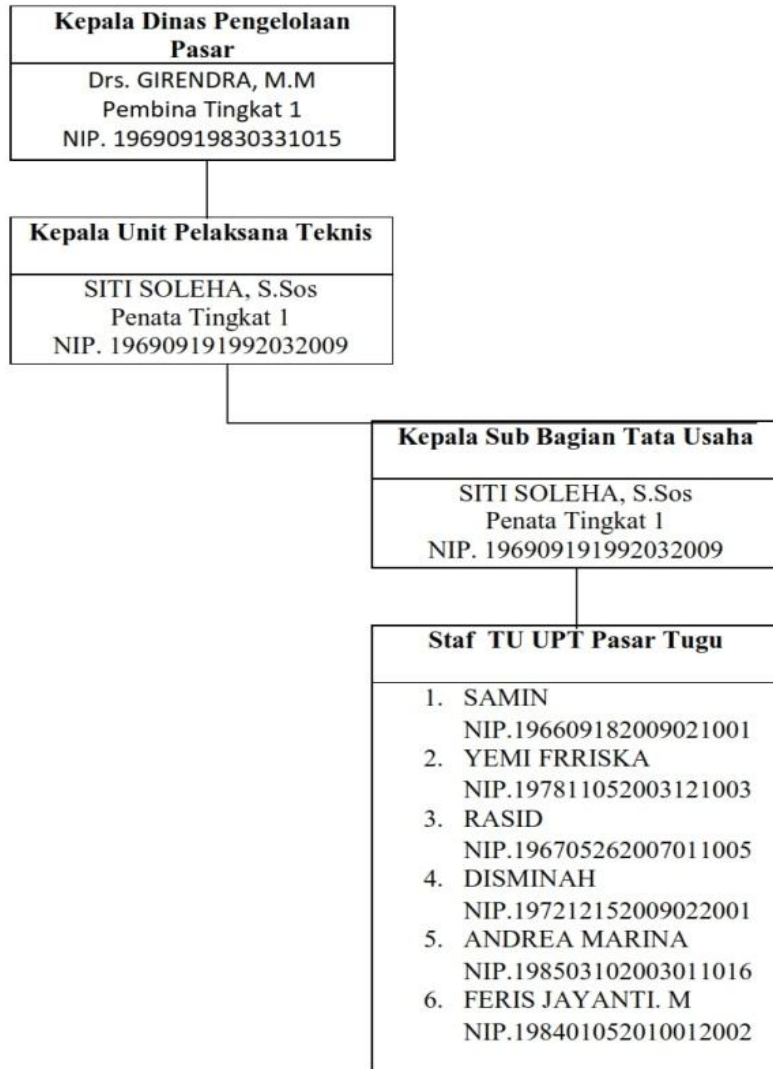 Kepala Dinas Pengelolaan
Pasar
Drs. GIRENDRA, M.M
Pembina Tingkat 1
NIP. 19690919830331015
Kepala Unit Pelaksana Teknis
SITI SOLEHA, S.Sos
Penata Tingkat 1
NIP. 196909191992032009
Kepala Sub Bagian Tata Usaha
SITI SOLEHA, S.Sos
Penata Tingkat 1
NIP. 196909191992032009
Staf TU UPT Pasar Tugu
1. SAMIN
NIP.196609182009021001
2. YEMI FRRISKA
NIP.197811052003121003
3. RASID
NIP.196705262007011005
4. DISMINAH
NIP.197212152009022001
5. ANDREA MARINA
NIP.198503102003011016
6. FERIS JAYANTI. M
NIP.198401052010012002